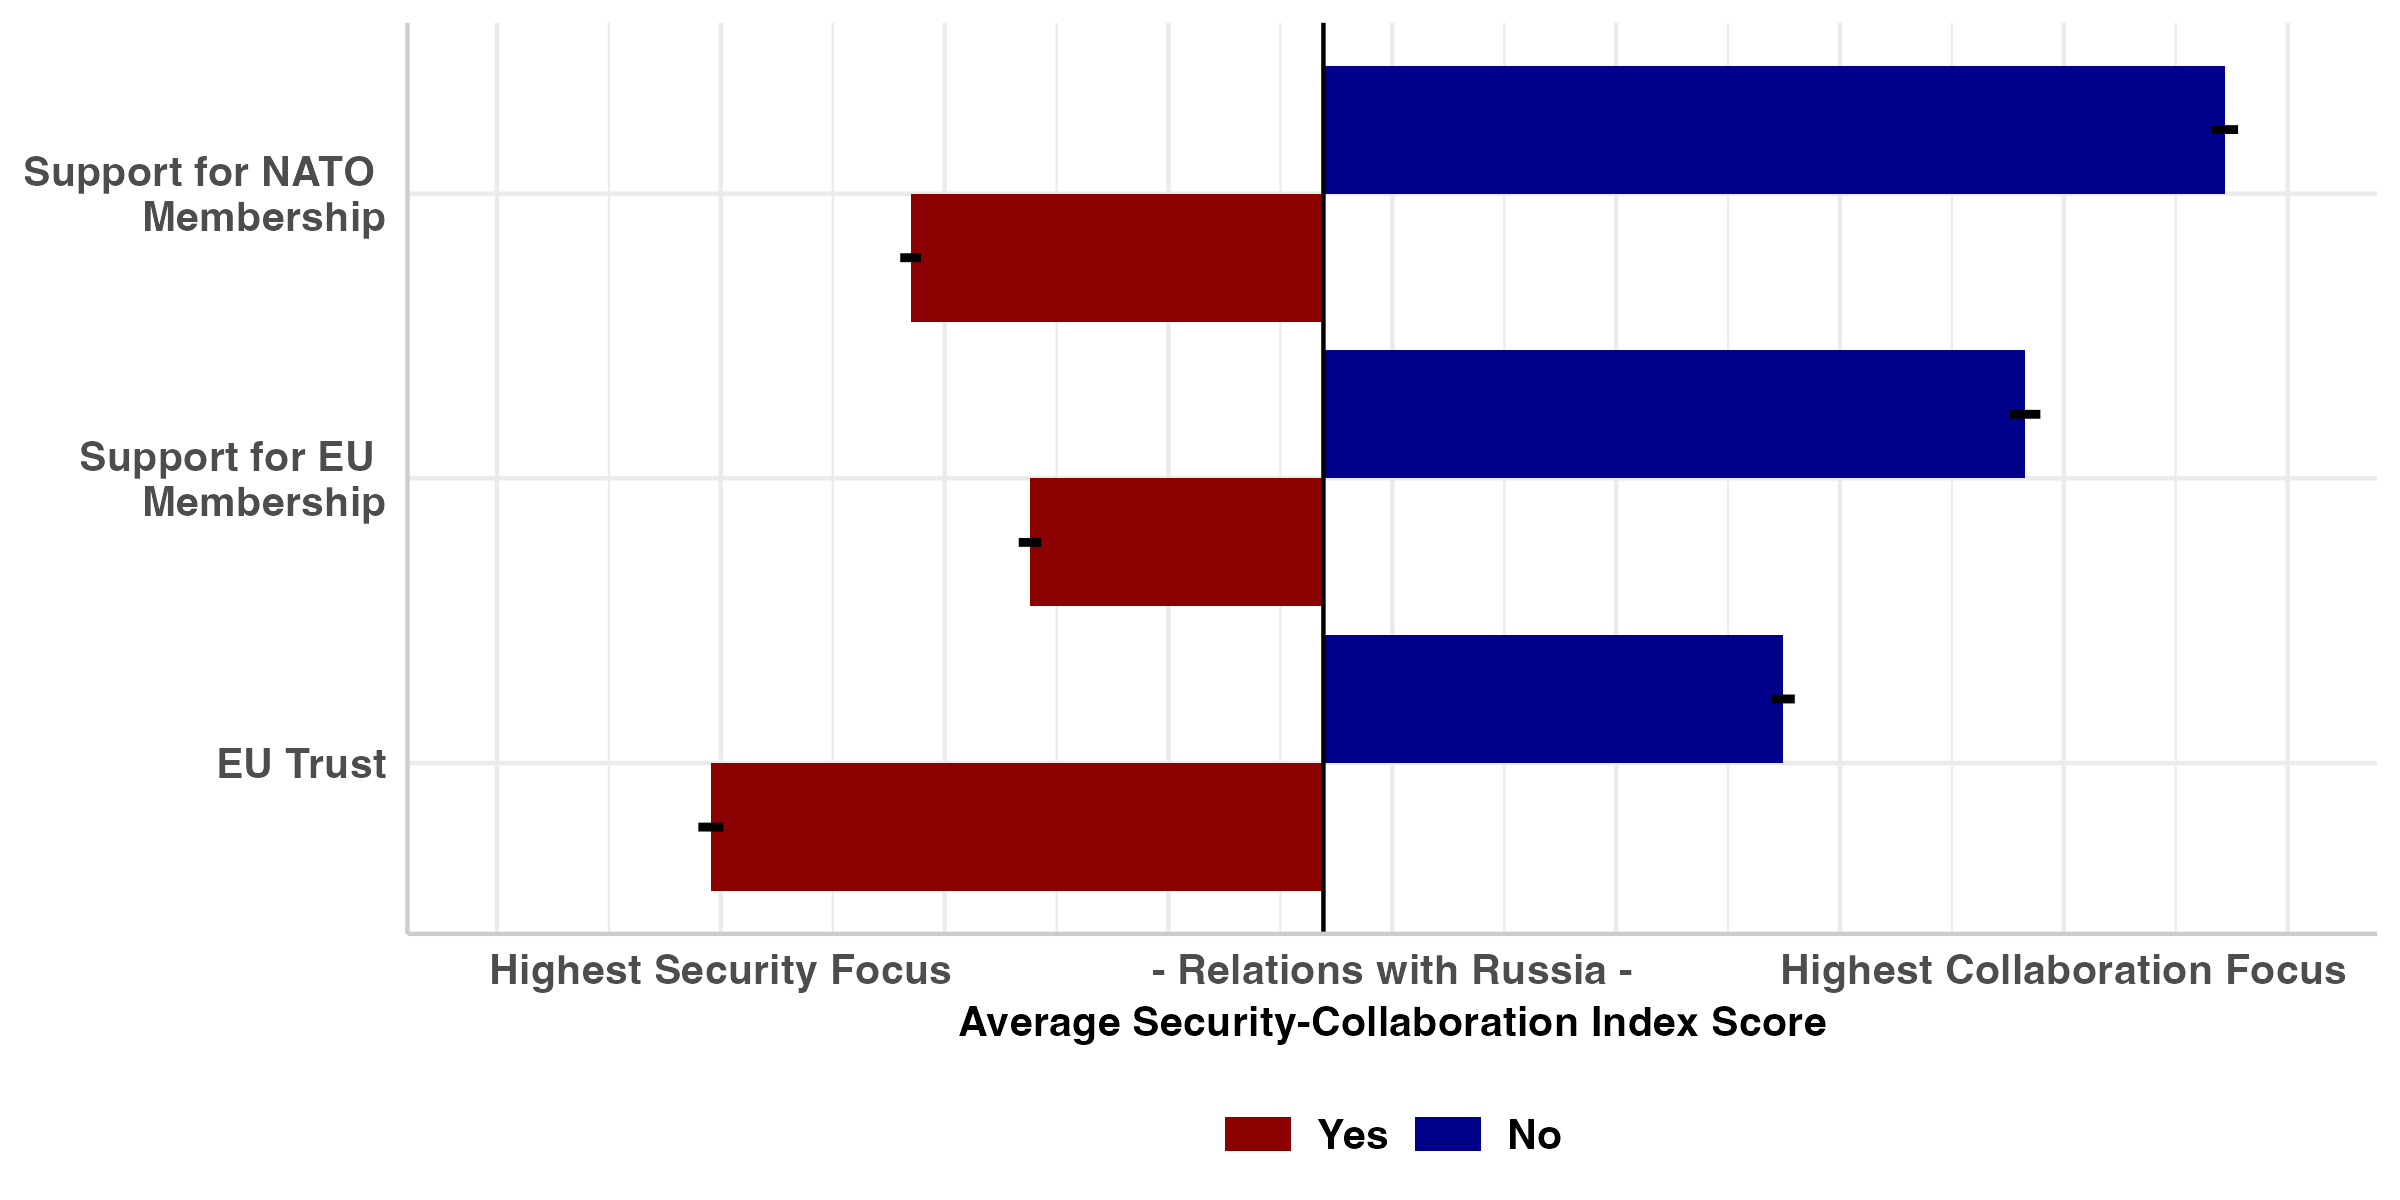 Support for NATO
Membership
Support for EU
Membership
EU Trust
Highest Security Focus
- Relations with Russia -
Highest Collaboration Focus
Average Security-Collaboration Index Score
Yes
No